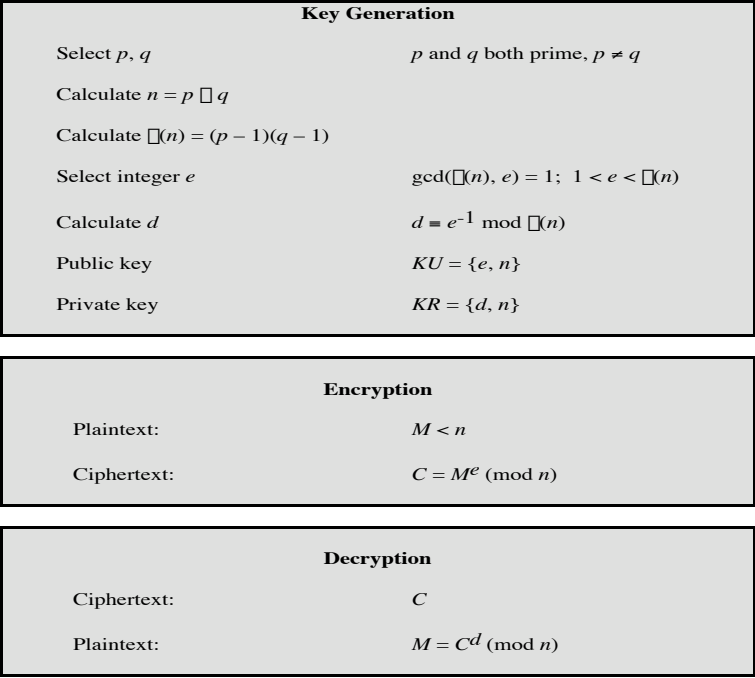 Key Generation
Select p, q p and q both prime, p ≠ q
Calculate n = p □ q
Calculate □(n) = (p – 1)(q – 1)
Select integer e gcd(□(n), e) = 1; 1 < e < □(n)
Calculate d d ≡ e⁻¹ mod □(n)
Public key KU = {e, n}
Private key KR = {d, n}
Encryption
Plaintext: M < n
Ciphertext: C = Mᵉ (mod n)
Decryption
Ciphertext: C
Plaintext: M = Cᵈ (mod n)